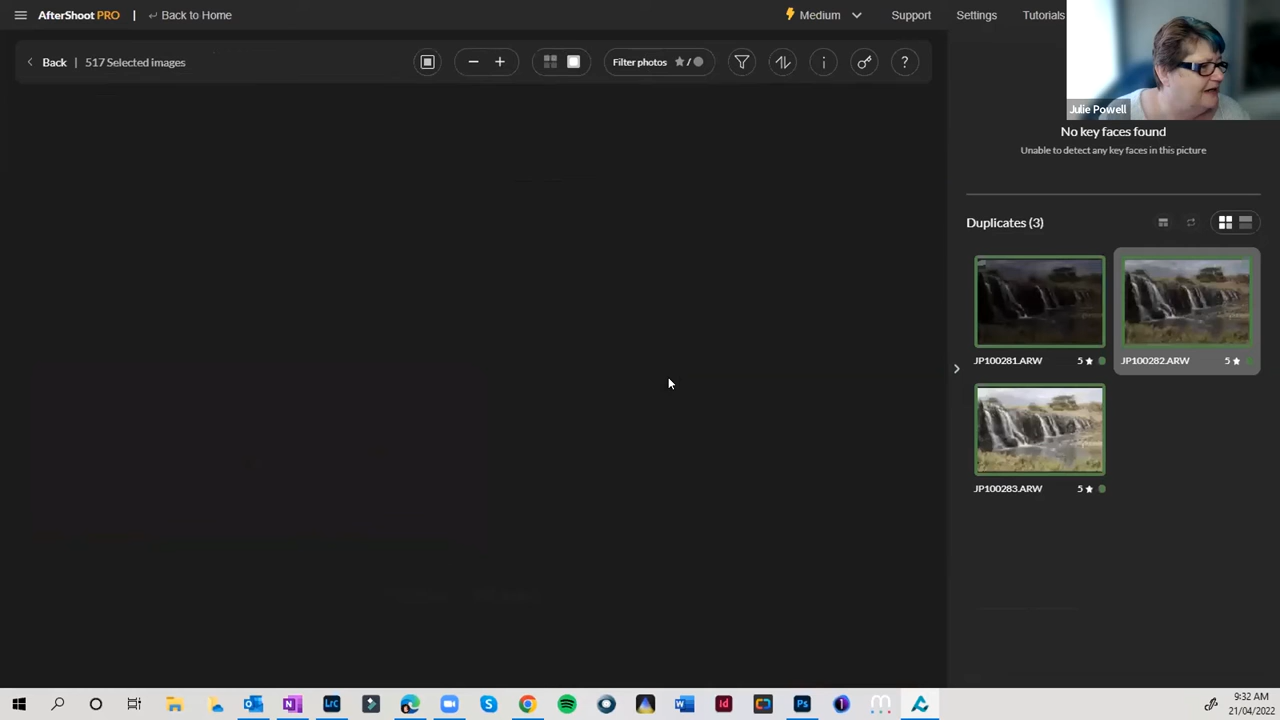 AfterShoot PRO | Back to Home Medium Support Settings Tutorials
Back | 517 Selected images Filter photos /
Julie Powell
No key faces found
Unable to detect any key faces in this picture
Duplicates (3)
JP100281.ARW 5 JP100282.ARW 5
JP100283.ARW 5
9:32 AM
21/04/2022